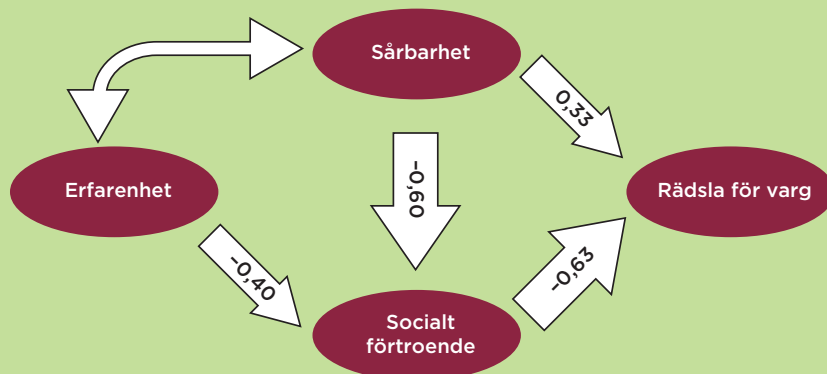 Sårbarhet
0,33
Erfarenhet
-0,60
Rädsla för varg
-0,40
-0,63
Socialt
förtroende